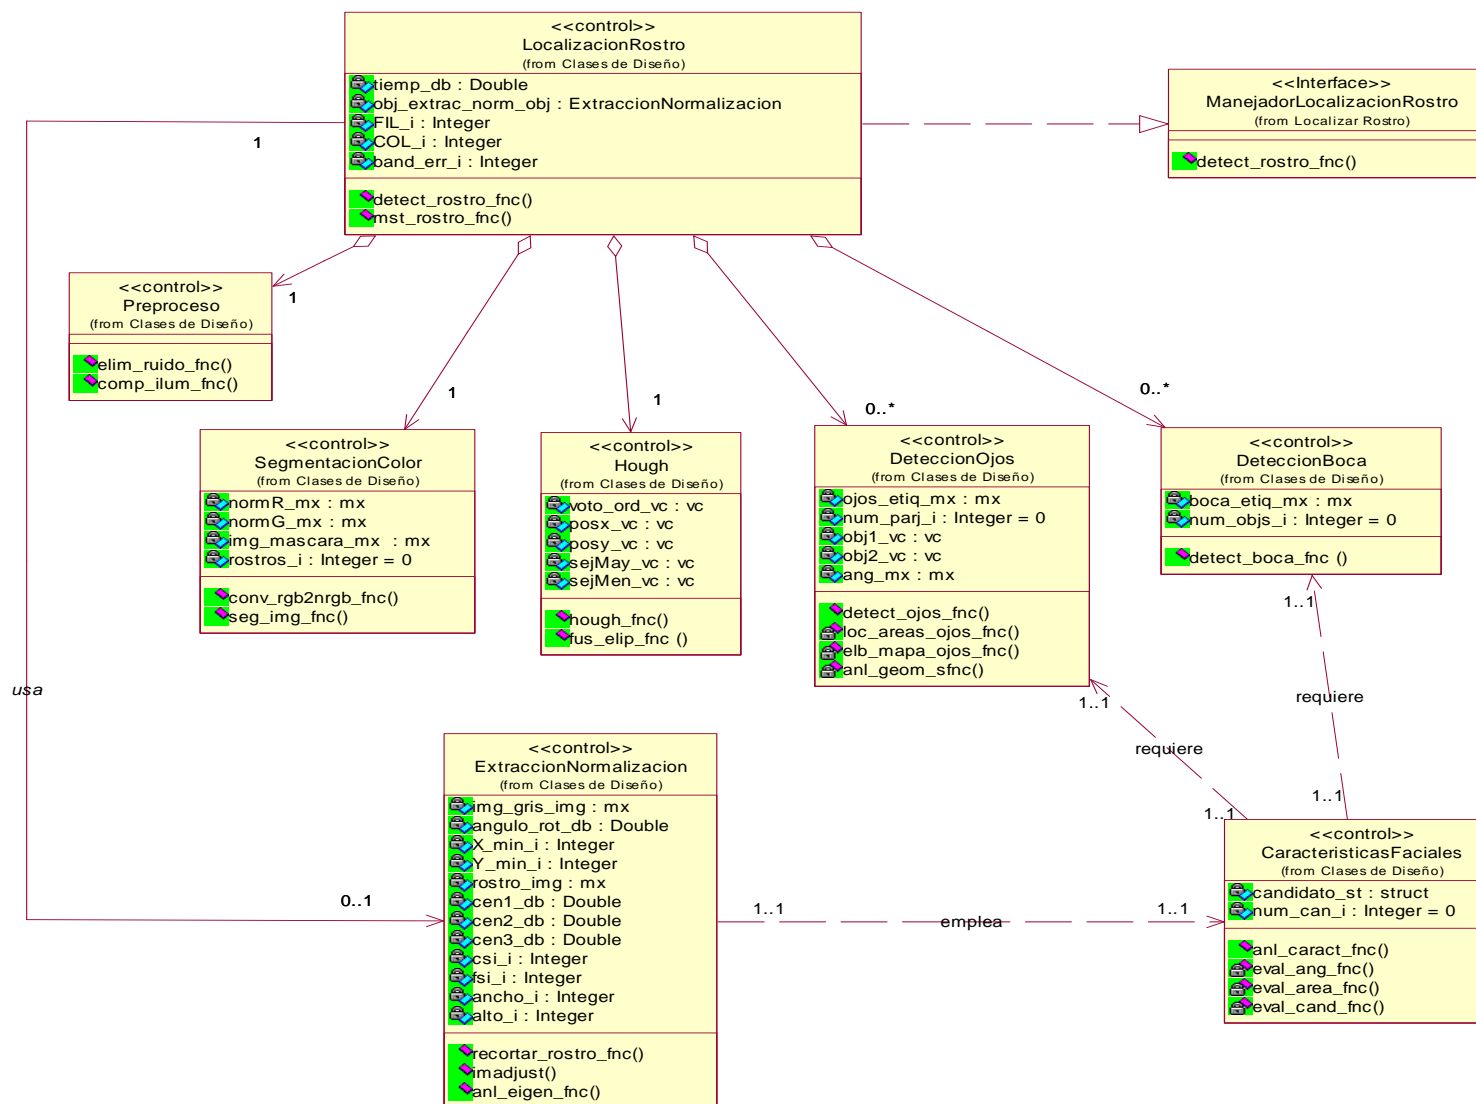 <<control>>
LocalizacionRostro
(from Clases de Diseño)
tiemp_db : Double
obj_extrac_norm_obj : ExtraccionNormalizacion
FIL_i : Integer
COL_i : Integer
band_err_i : Integer
detect_rostro_fnc()
mst_rostro_fnc()
<<Interface>>
ManejadorLocalizacionRostro
(from Localizar Rostro)
detect_rostro_fnc()
1
<<control>>
Preproceso
(from Clases de Diseño)
elim_ruido_fnc()
comp_ilum_fnc()
1
1
1
0..*
0..*
<<control>>
SegmentacionColor
(from Clases de Diseño)
normR_mx : mx
normG_mx : mx
img_mascara_mx : mx
rostros_i : Integer = 0
conv_rgb2nrgb_fnc()
seg_img_fnc()
<<control>>
Hough
(from Clases de Diseño)
voto_ord_vc : vc
posx_vc : vc
posy_vc : vc
sejMay_vc : vc
sejMen_vc : vc
hough_fnc()
fus_elip_fnc ()
<<control>>
DeteccionOjos
(from Clases de Diseño)
ojos_etiq_mx : mx
num_parj_i : Integer = 0
obj1_vc : vc
obj2_vc : vc
ang_mx : mx
detect_ojos_fnc()
loc_areas_ojos_fnc()
elb_mapa_ojos_fnc()
anl_geom_sfnc()
<<control>>
DeteccionBoca
(from Clases de Diseño)
boca_etiq_mx : mx
num_objs_i : Integer = 0
detect_boca_fnc ()
1..1
usa
requiere
1..1
requiere
1..1
1..1
<<control>>
ExtraccionNormalizacion
(from Clases de Diseño)
img_gris_img : mx
angulo_rot_db : Double
X_min_i : Integer
Y_min_i : Integer
rostro_img : mx
cen1_db : Double
cen2_db : Double
cen3_db : Double
csi_i : Integer
fsi_i : Integer
ancho_i : Integer
alto_i : Integer
recortar_rostro_fnc()
imadjust()
anl_eigen_fnc()
0..1
1..1
emplea
1..1
<<control>>
CaracteristicasFaciales
(from Clases de Diseño)
candidato_st : struct
num_can_i : Integer = 0
anl_caract_fnc()
eval_ang_fnc()
eval_area_fnc()
eval_cand_fnc()